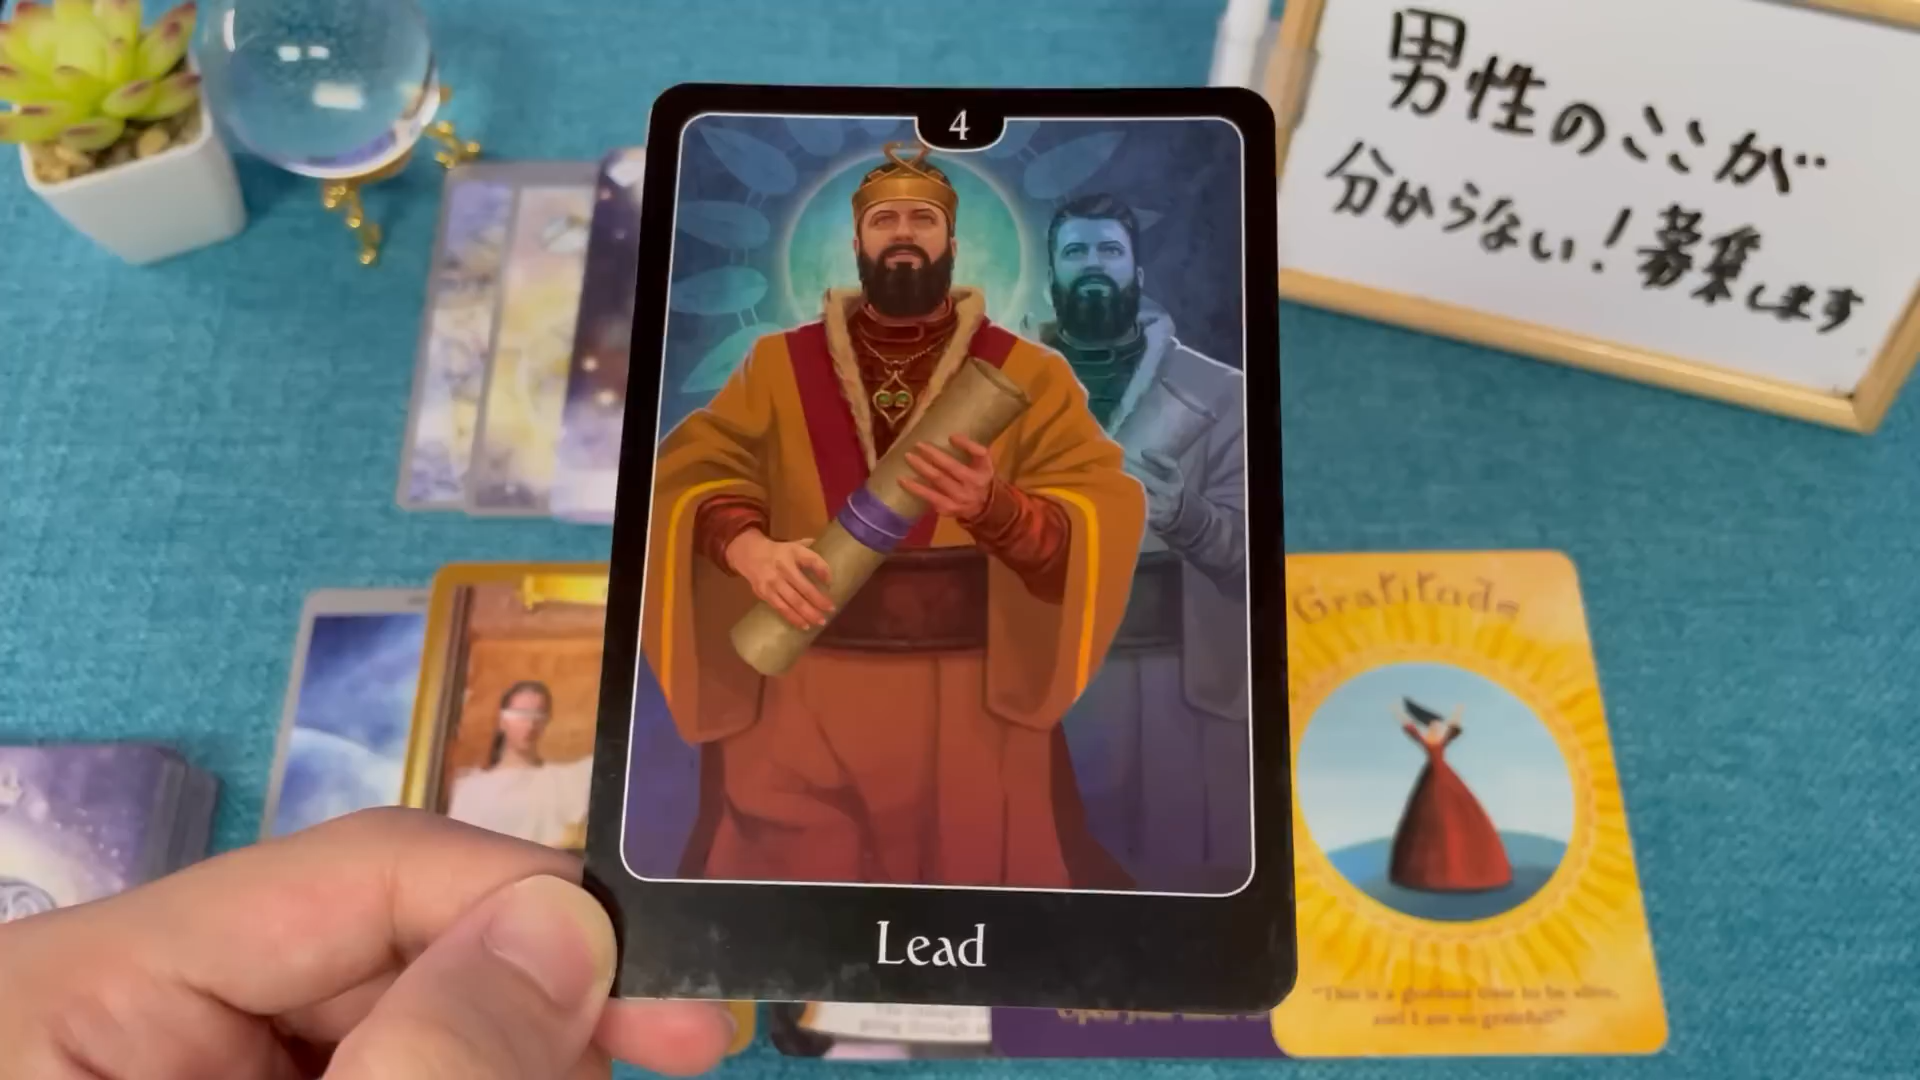 4
男性のここが
分からない!募集します
Lead
Gratitude
"This is a glorious time to be alive,
and I am so grateful!"